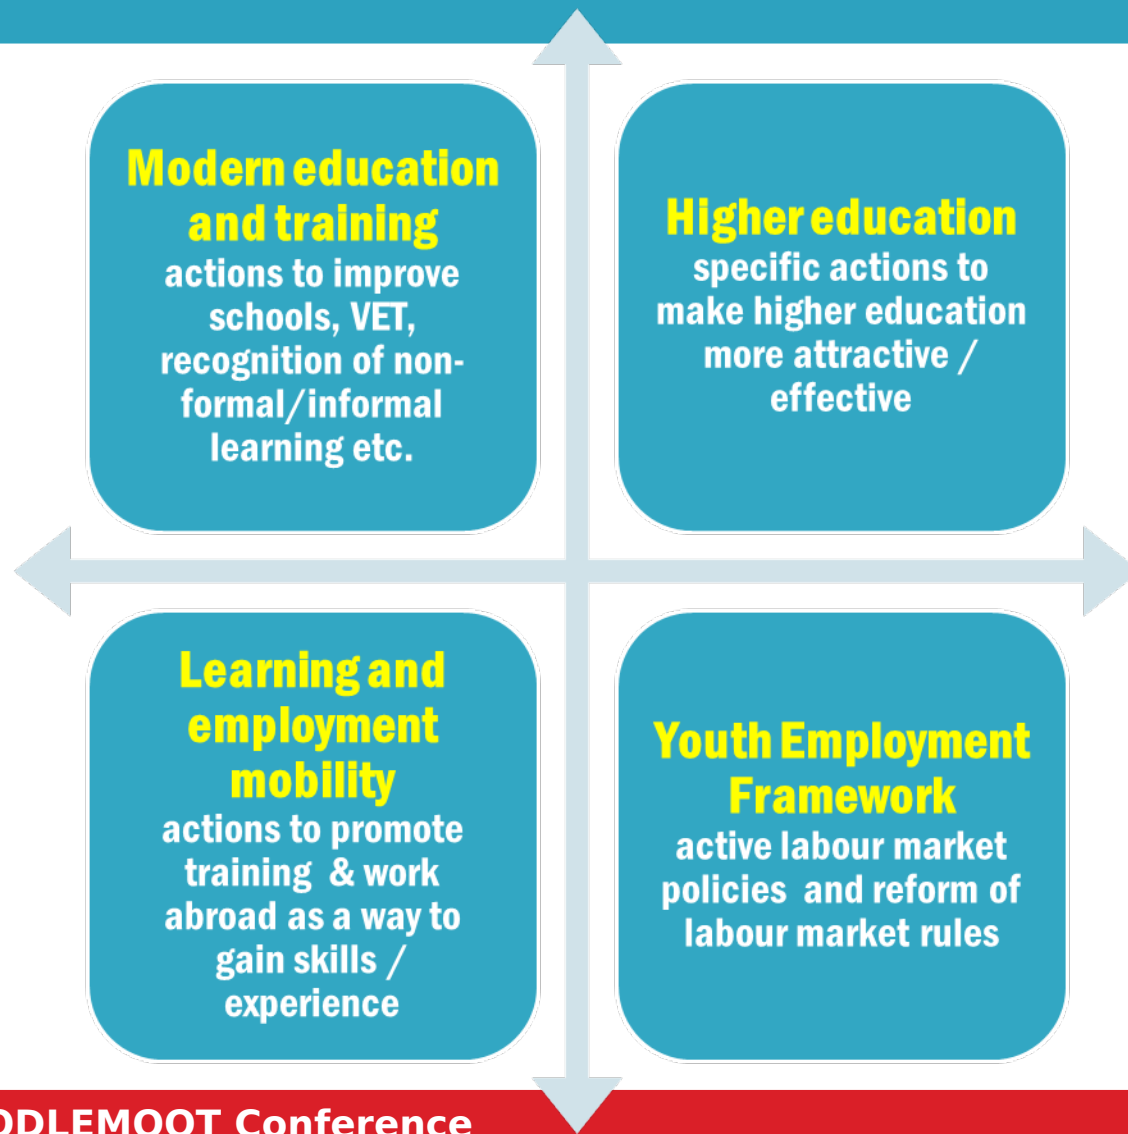 Modern education
and training
actions to improve
schools, VET,
recognition of non-
formal/informal
learning etc.
Higher education
specific actions to
make higher education
more attractive /
effective
Learning and
employment
mobility
actions to promote
training & work
abroad as a way to
gain skills /
experience
Youth Employment
Framework
active labour market
policies and reform of
labour market rules
Conference